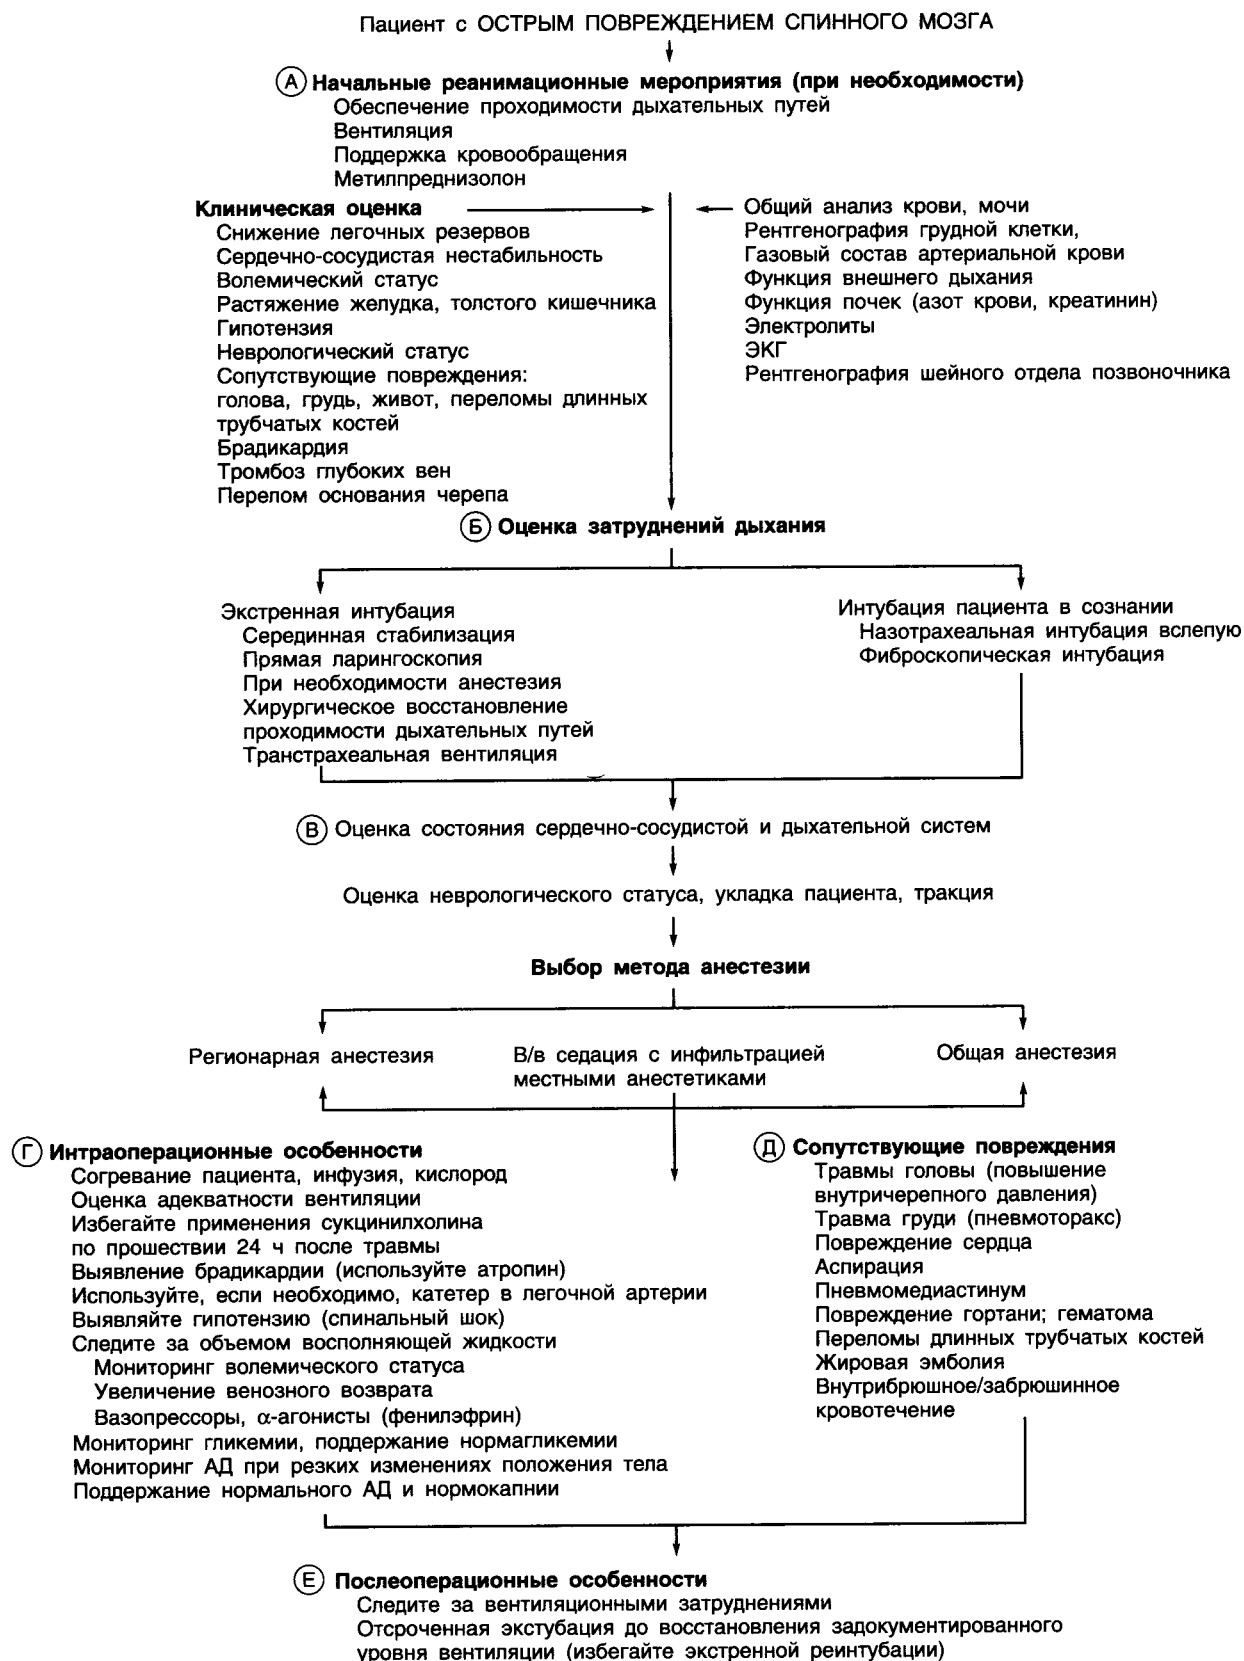 Пациент с ОСТРЫМ ПОВРЕЖДЕНИЕМ СПИННОГО МОЗГА
А Начальные реанимационные мероприятия (при необходимости)
Обеспечение проходимости дыхательных путей
Вентиляция
Поддержка кровообращения
Метилпреднизолон
Клиническая оценка
Снижение легочных резервов
Сердечно-сосудистая нестабильность
Волемический статус
Растяжение желудка, толстого кишечника
Гипотензия
Неврологический статус
Сопутствующие повреждения:
голова, грудь, живот, переломы длинных
трубчатых костей
Брадикардия
Тромбоз глубоких вен
Перелом основания черепа
Общий анализ крови, мочи
Рентгенография грудной клетки,
Газовый состав артериальной крови
Функция внешнего дыхания
Функция почек (азот крови, креатинин)
Электролиты
ЭКГ
Рентгенография шейного отдела позвоночника
Б Оценка затруднений дыхания
Экстренная интубация
Серединная стабилизация
Прямая ларингоскопия
При необходимости анестезия
Хирургическое восстановление
проходимости дыхательных путей
Транстрахеальная вентиляция
Интубация пациента в сознании
Назотрахеальная интубация вслепую
Фиброскопическая интубация
В Оценка состояния сердечно-сосудистой и дыхательной систем
Оценка неврологического статуса, укладка пациента, тракция
Выбор метода анестезии
Регионарная анестезия
В/в седация с инфильтрацией
местными анестетиками
Общая анестезия
Г Интраоперационные особенности
Согревание пациента, инфузия, кислород
Оценка адекватности вентиляции
Избегайте применения сукцинилхолина
по прошествии 24 ч после травмы
Выявление брадикардии (используйте атропин)
Используйте, если необходимо, катетер в легочной артерии
Выявляйте гипотензию (спинальный шок)
Следите за объемом восполняющей жидкости
Мониторинг волемического статуса
Увеличение венозного возврата
Вазопрессоры, α-агонисты (фенилэфрин)
Мониторинг гликемии, поддержание нормагликемии
Мониторинг АД при резких изменениях положения тела
Поддержание нормального АД и нормокапнии
Д Сопутствующие повреждения
Травмы головы (повышение
внутричерепного давления)
Травма груди (пневмоторакс)
Повреждение сердца
Аспирация
Пневмомедиастинум
Повреждение гортани; гематома
Переломы длинных трубчатых костей
Жировая эмболия
Внутрибрюшное/забрюшинное
кровотечение
Е Послеоперационные особенности
Следите за вентиляционными затруднениями
Отсроченная экстубация до восстановления задокументированного
уровня вентиляции (избегайте экстренной реинтубации)